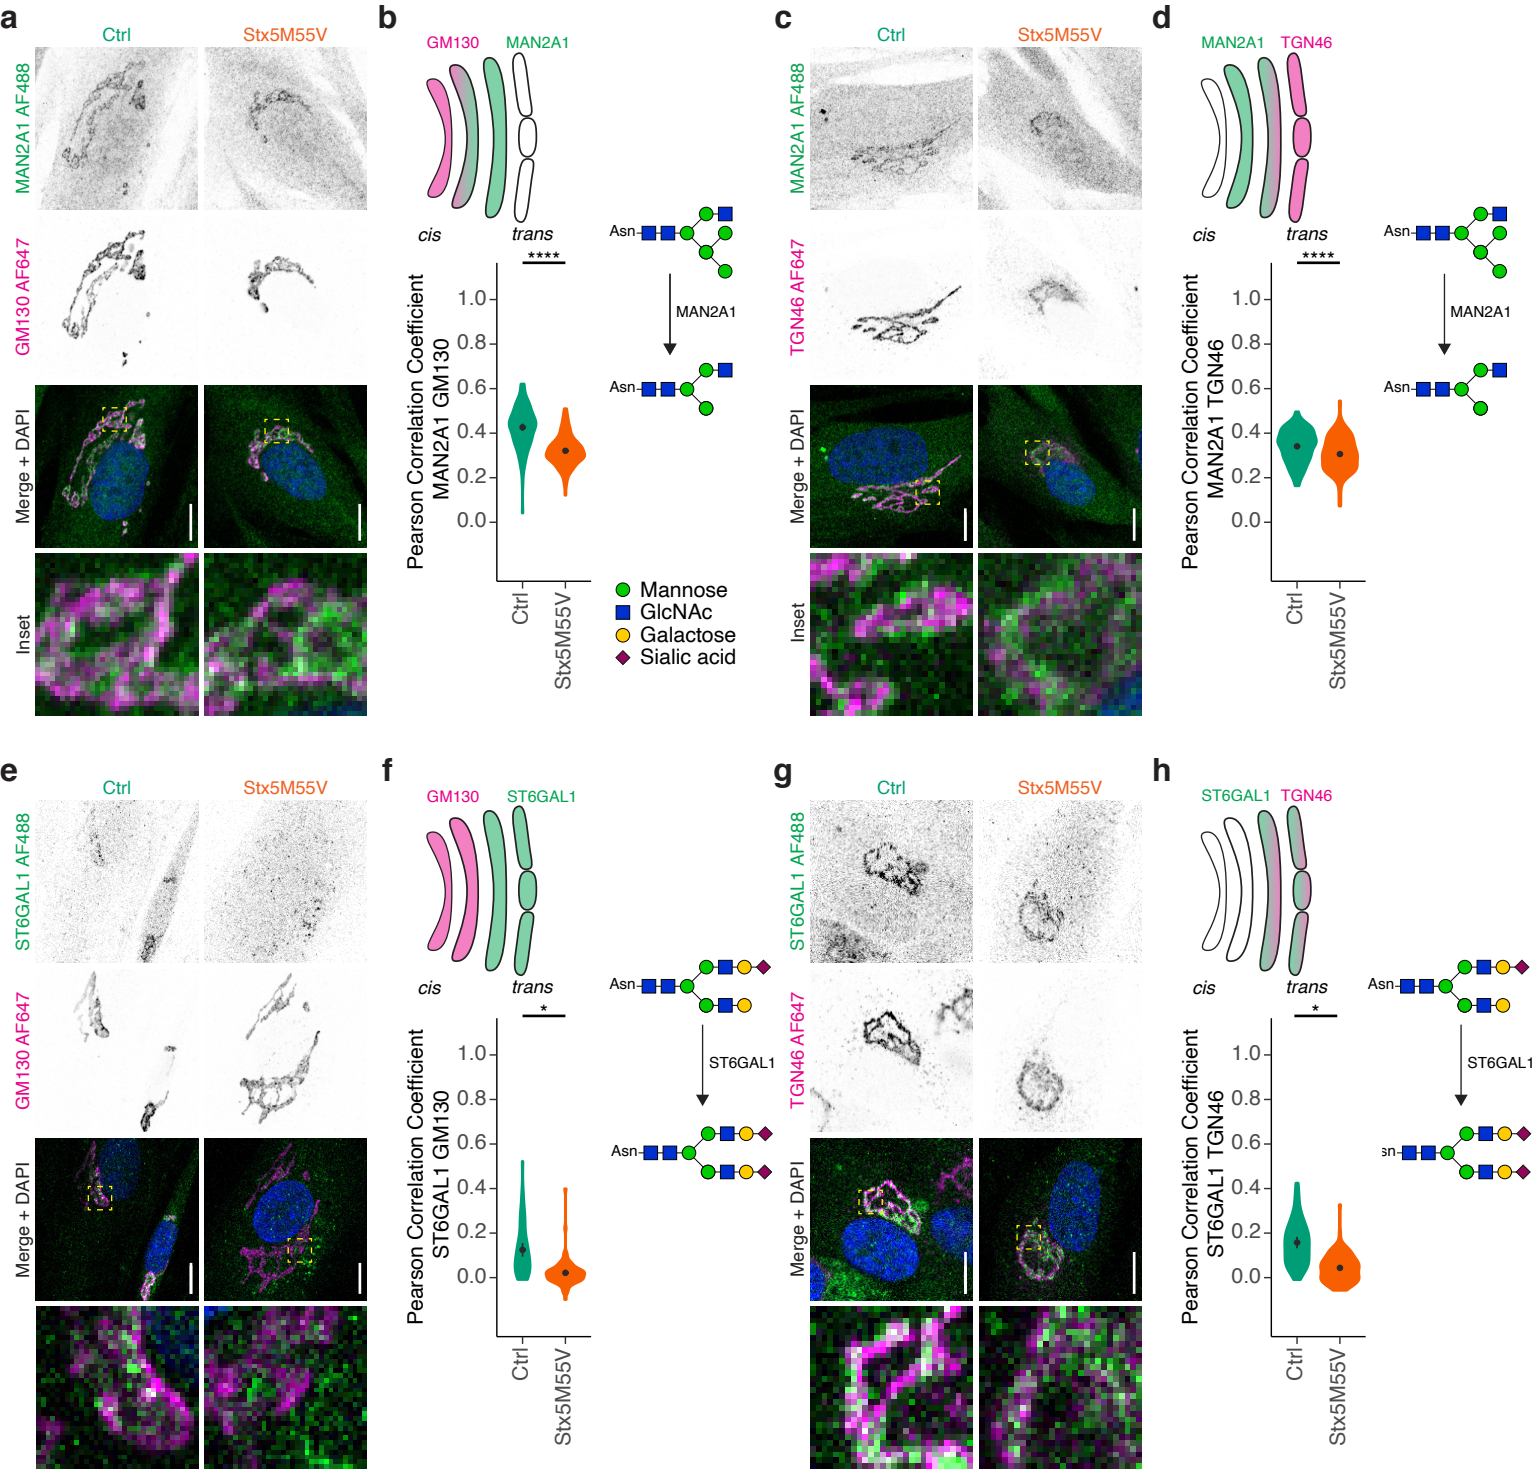 a
Ctrl
Stx5M55V
MAN2A1 AF488
GM130 AF647
Merge + DAPI
Inset
b
GM130
MAN2A1
cis
trans
****
Pearson Correlation Coefficient
MAN2A1 GM130
1.0
0.8
0.6
0.4
0.2
0.0
Ctrl
Stx5M55V
Asn
MAN2A1
Asn
Mannose
GlcNAc
Galactose
Sialic acid
c
Ctrl
Stx5M55V
MAN2A1 AF488
TGN46 AF647
Merge + DAPI
Inset
d
MAN2A1
TGN46
cis
trans
****
Pearson Correlation Coefficient
MAN2A1 TGN46
1.0
0.8
0.6
0.4
0.2
0.0
Ctrl
Stx5M55V
Asn
MAN2A1
Asn
e
Ctrl
Stx5M55V
ST6GAL1 AF488
GM130 AF647
Merge + DAPI
f
GM130
ST6GAL1
cis
trans
*
Pearson Correlation Coefficient
ST6GAL1 GM130
1.0
0.8
0.6
0.4
0.2
0.0
Ctrl
Stx5M55V
Asn
ST6GAL1
Asn
g
Ctrl
Stx5M55V
ST6GAL1 AF488
TGN46 AF647
Merge + DAPI
h
ST6GAL1
TGN46
cis
trans
*
Pearson Correlation Coefficient
ST6GAL1 TGN46
1.0
0.8
0.6
0.4
0.2
0.0
Ctrl
Stx5M55V
Asn
ST6GAL1
sn